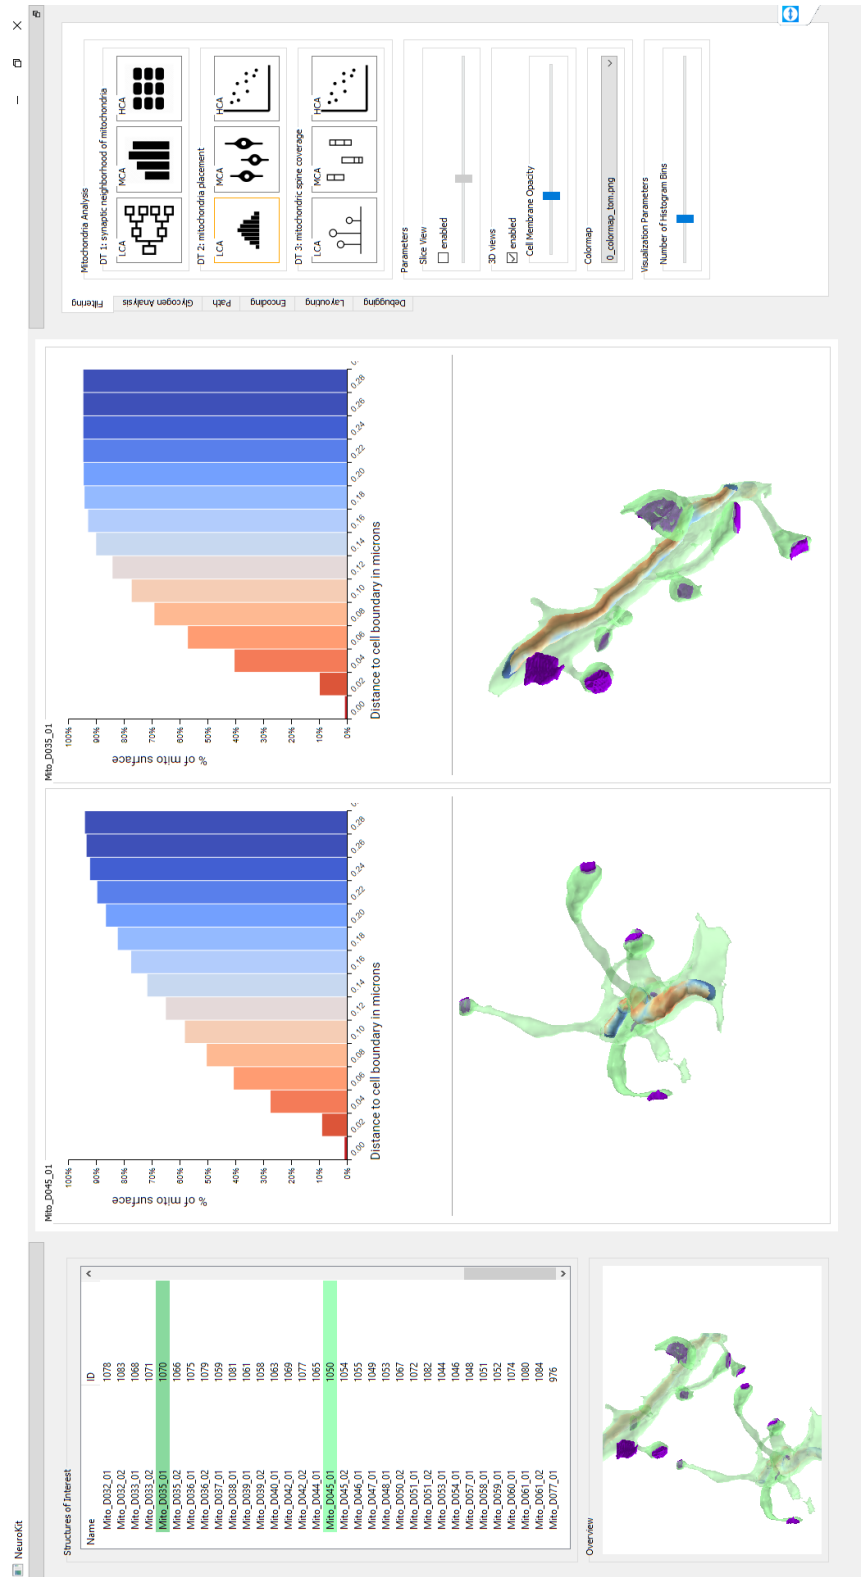 NeuroKit
Structures of Interest
Name ID
Mito_D032_01 1078
Mito_D032_02 1083
Mito_D033_01 1068
Mito_D033_02 1071
Mito_D035_01 1070
Mito_D035_02 1066
Mito_D036_01 1075
Mito_D036_02 1079
Mito_D037_01 1059
Mito_D038_01 1081
Mito_D039_01 1061
Mito_D039_02 1058
Mito_D040_01 1063
Mito_D042_01 1069
Mito_D042_02 1077
Mito_D044_01 1065
Mito_D045_01 1050
Mito_D045_02 1054
Mito_D046_01 1055
Mito_D047_01 1049
Mito_D048_01 1053
Mito_D050_02 1067
Mito_D051_01 1072
Mito_D051_02 1082
Mito_D053_01 1044
Mito_D054_01 1046
Mito_D057_01 1048
Mito_D058_01 1051
Mito_D059_01 1052
Mito_D060_01 1074
Mito_D061_01 1080
Mito_D061_02 1084
Mito_D077_01 976
Overview
Mito_D045_01
% of mito surface
100%
90%
80%
70%
60%
50%
40%
30%
20%
10%
0%
0.00 0.02 0.04 0.06 0.08 0.10 0.12 0.14 0.16 0.18 0.20 0.22 0.24 0.26 0.28 0.
Distance to cell boundary in microns
Mito_D035_01
% of mito surface
100%
90%
80%
70%
60%
50%
40%
30%
20%
10%
0%
0.00 0.02 0.04 0.06 0.08 0.10 0.12 0.14 0.16 0.18 0.20 0.22 0.24 0.26 0.28 0.
Distance to cell boundary in microns
Filtering
Glycogen Analysis
Path
Encoding
Layouting
Debugging
Mitochondria Analysis
DT 1: synaptic neighborhood of mitochondria
LCA MCA HCA
DT 2: mitochondria placement
LCA MCA HCA
DT 3: mitochondric spine coverage
LCA MCA HCA
Parameters
Slice View
enabled
3D views
enabled
Cell Membrane Opacity
Colormap
0_colormap_tom.png
Visualization Parameters
Number of Histogram Bins